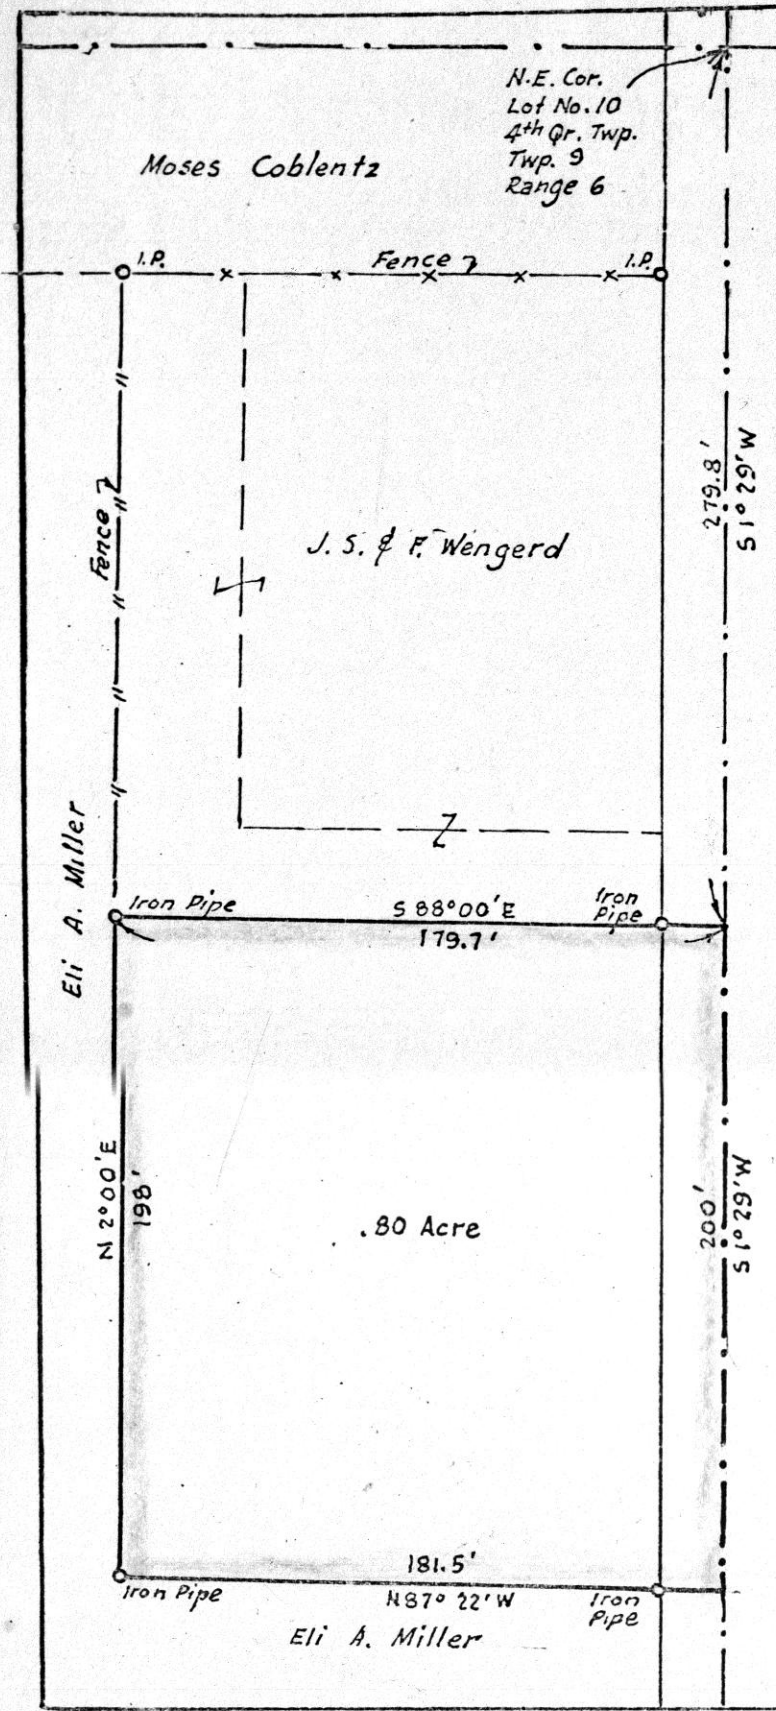 N.E. Cor.
Lot No. 10
4th Qr. Twp.
Twp. 9
Range 6
Moses Coblentz
I.P.
Fence
I.P.
Fence
279.8'
S 1° 29' W
J. S. & F. Wengerd
Eli A. Miller
Iron Pipe
S 88° 00' E
179.7'
Iron
Pipe
N 2° 00' E
198'
.80 Acre
200'
S 1° 29' W
181.5'
Iron Pipe
N 87° 22' W
Iron
Pipe
Eli A. Miller